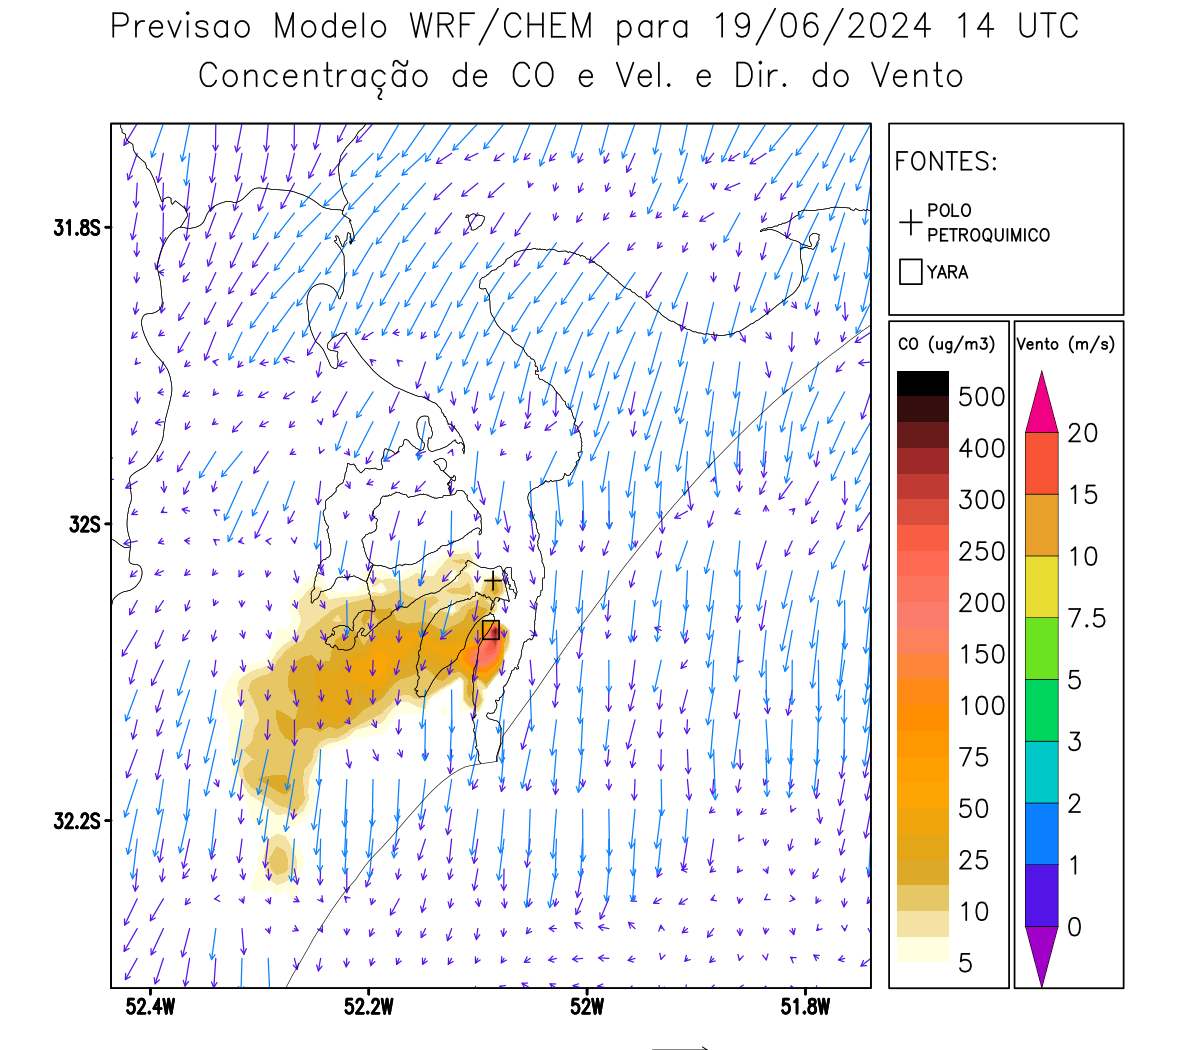 Previsao Modelo WRF/CHEM para 19/06/2024 14 UTC
Concentração de CO e Vel. e Dir. do Vento
FONTES:
POLO
PETROQUIMICO
YARA
31.8S
32S
32.2S
52.4W
52.2W
52W
51.8W
CO (ug/m3)
500
400
300
250
200
150
100
75
50
25
10
5
Vento (m/s)
20
15
10
7.5
5
3
2
1
0